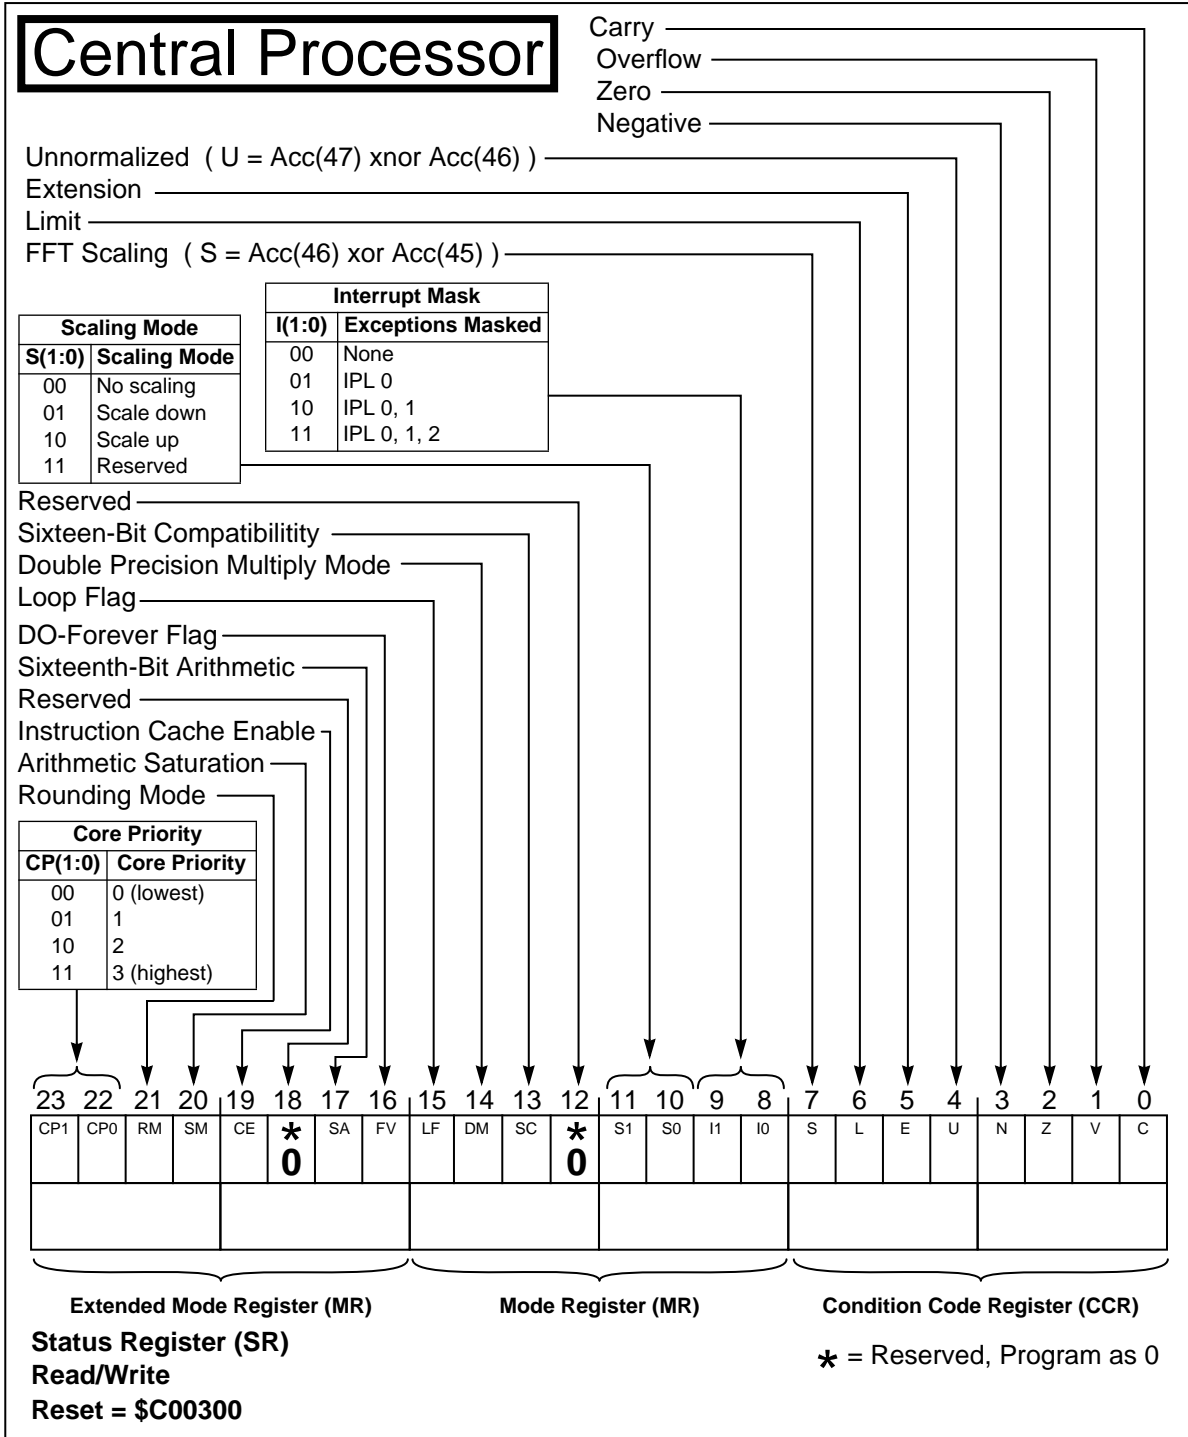 Central Processor
Carry
Overflow
Zero
Negative
Unnormalized ( U = Acc(47) xnor Acc(46) )
Extension
Limit
FFT Scaling ( S = Acc(46) xor Acc(45) )
Interrupt Mask
I(1:0) Exceptions Masked
00 None
01 IPL 0
10 IPL 0, 1
11 IPL 0, 1, 2
Scaling Mode
S(1:0) Scaling Mode
00 No scaling
01 Scale down
10 Scale up
11 Reserved
Reserved
Sixteen-Bit Compatibilitity
Double Precision Multiply Mode
Loop Flag
DO-Forever Flag
Sixteenth-Bit Arithmetic
Reserved
Instruction Cache Enable
Arithmetic Saturation
Rounding Mode
Core Priority
CP(1:0) Core Priority
00 0 (lowest)
01 1
10 2
11 3 (highest)
23 22 21 20 19 18 17 16 15 14 13 12 11 10 9 8 7 6 5 4 3 2 1 0
CP1 CP0 RM SM CE * SA FV LF DM SC * S1 S0 I1 I0 S L E U N Z V C
0 0
Extended Mode Register (MR) Mode Register (MR) Condition Code Register (CCR)
Status Register (SR)
Read/Write
Reset = $C00300
* = Reserved, Program as 0